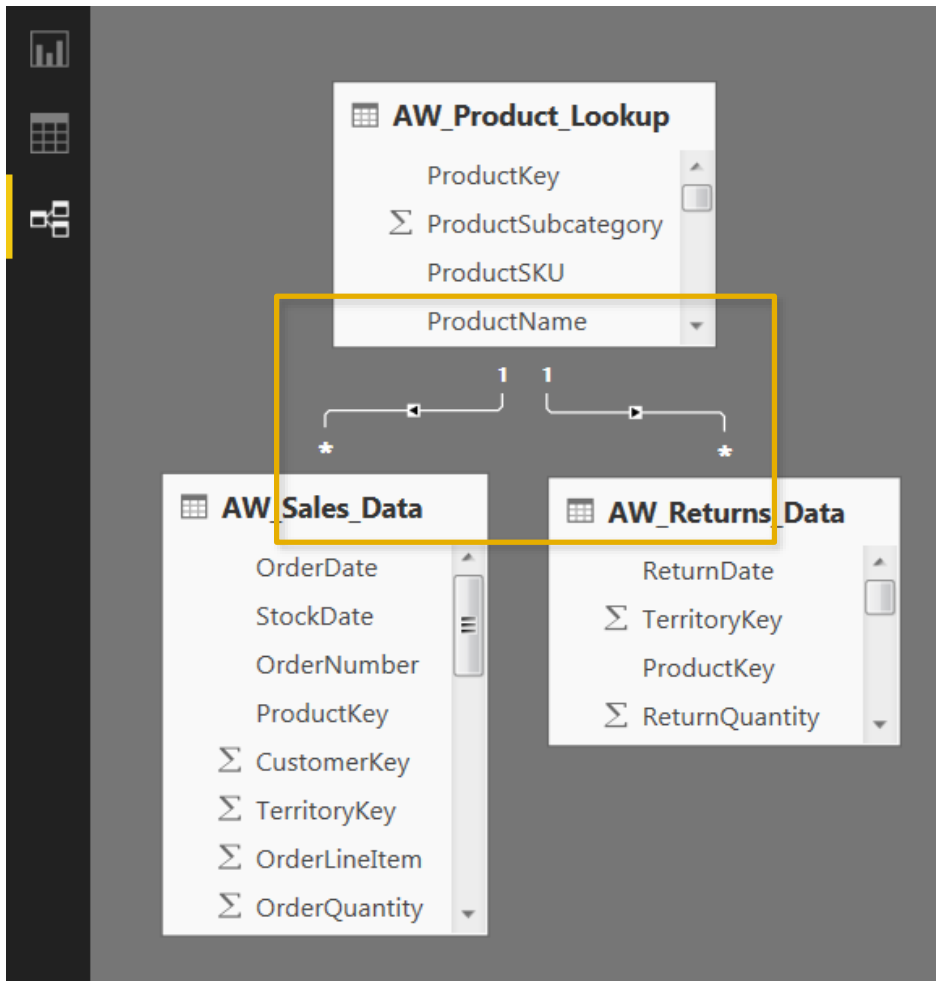 AW_Product_Lookup
ProductKey
Σ ProductSubcategory
ProductSKU
ProductName
1 1
* *
AW_Sales_Data
OrderDate
StockDate
OrderNumber
ProductKey
Σ CustomerKey
Σ TerritoryKey
Σ OrderLineItem
Σ OrderQuantity
AW_Returns_Data
ReturnDate
Σ TerritoryKey
ProductKey
Σ ReturnQuantity